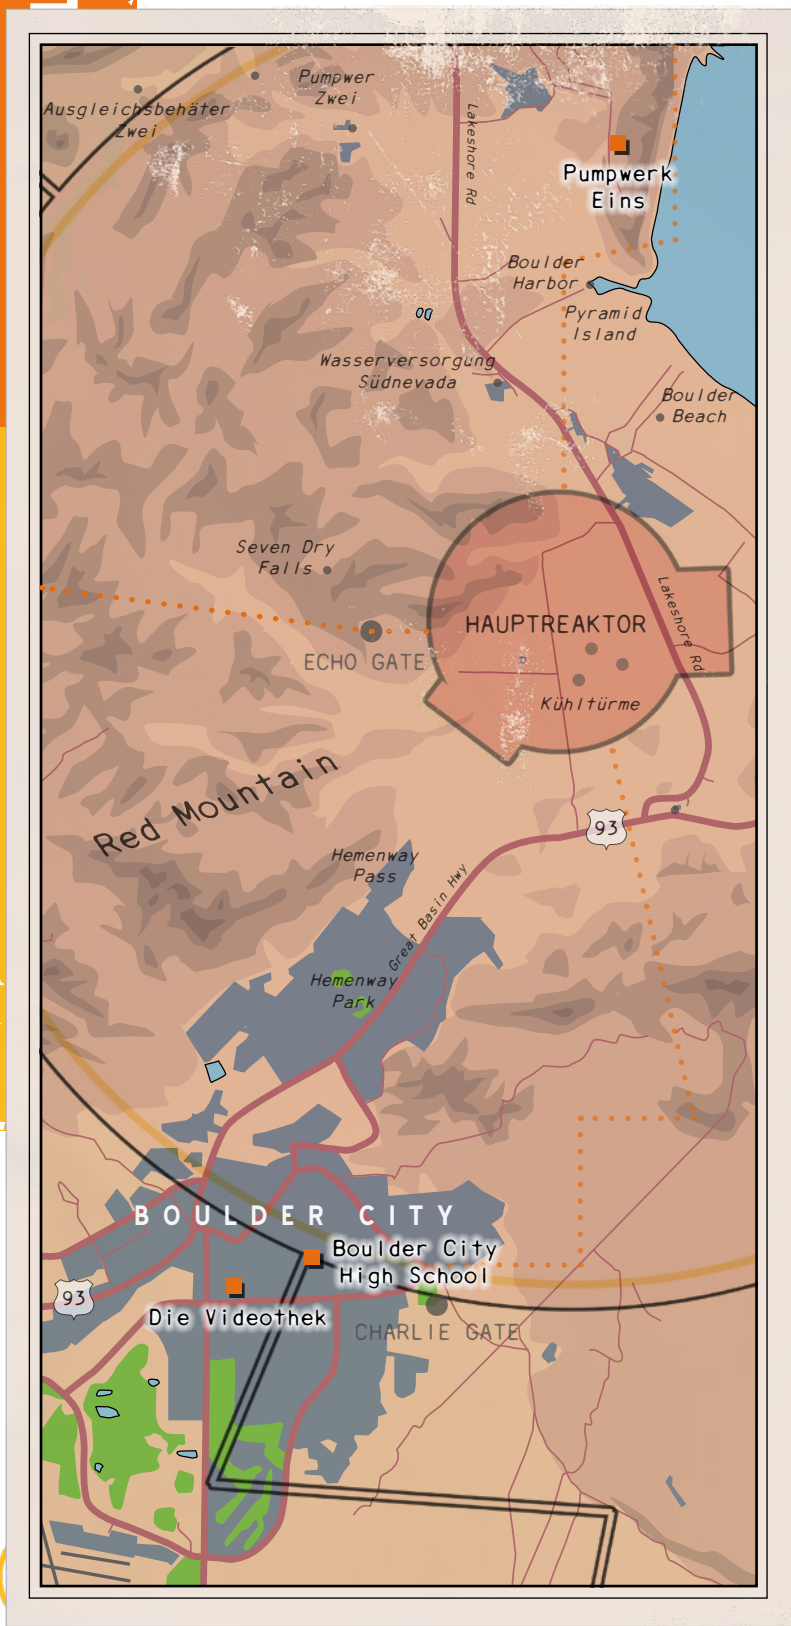 Pumpwer
Zwei
Ausgleichsbehäter
Zwei
Lakeshore Rd
Pumpwerk
Eins
Boulder
Harbor
Pyramid
Island
Wasserversorgung
Südnevada
Boulder
Beach
Seven Dry
Falls
HAUPTREAKTOR
Lakeshore Rd
ECHO GATE
Kühltürme
Red Mountain
93
Hemenway
Pass
Great Basin Hwy
Hemenway
Park
BOULDER CITY
Boulder City
High School
93
Die Videothek
CHARLIE GATE